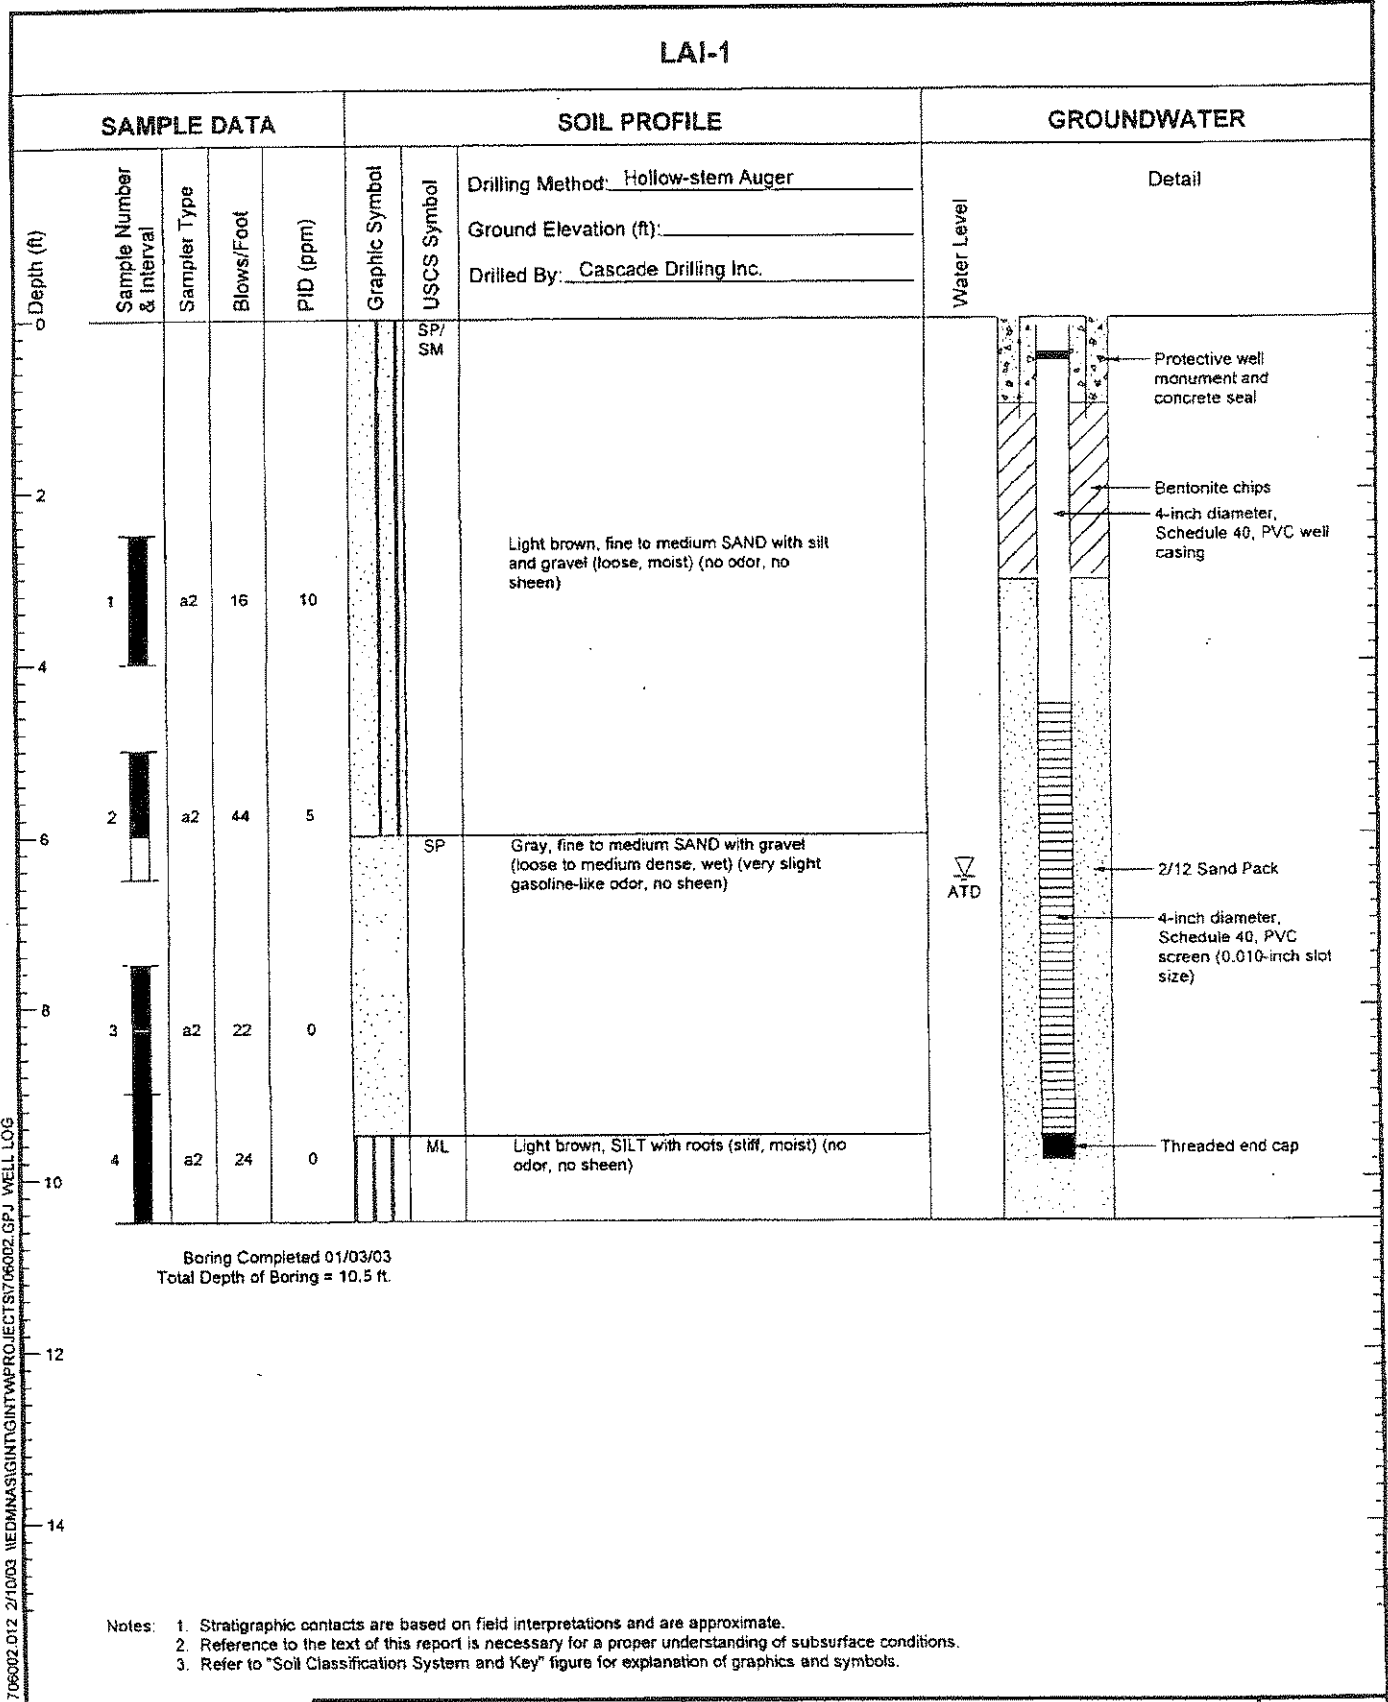 LAI-1
SAMPLE DATA
SOIL PROFILE
GROUNDWATER
Depth (ft)
Sample Number
& Interval
Sampler Type
Blows/Foot
PID (ppm)
Graphic Symbol
USCS Symbol
Drilling Method: Hollow-stem Auger
Ground Elevation (ft):
Drilled By: Cascade Drilling Inc.
Water Level
Detail
0
SP/
SM
Protective well
monument and
concrete seal
2
Bentonite chips
4-inch diameter,
Schedule 40, PVC well
casing
Light brown, fine to medium SAND with silt
and gravel (loose, moist) (no odor, no
sheen)
1 a2 16 10
4
2 a2 44 5
6
SP
Gray, fine to medium SAND with gravel
(loose to medium dense, wet) (very slight
gasoline-like odor, no sheen)
ATD
2/12 Sand Pack
4-inch diameter,
Schedule 40, PVC
screen (0.010-inch slot
size)
8
3 a2 22 0
ML
Light brown, SILT with roots (stiff, moist) (no
odor, no sheen)
Threaded end cap
4 a2 24 0
10
Boring Completed 01/03/03
Total Depth of Boring = 10.5 ft.
12
14
Notes: 1. Stratigraphic contacts are based on field interpretations and are approximate.
2. Reference to the text of this report is necessary for a proper understanding of subsurface conditions.
3. Refer to "Soil Classification System and Key" figure for explanation of graphics and symbols.
706002.012 2/10/03 \\EDMNAS\GINT\GINTW\PROJECTS\706002.GPJ WELL LOG